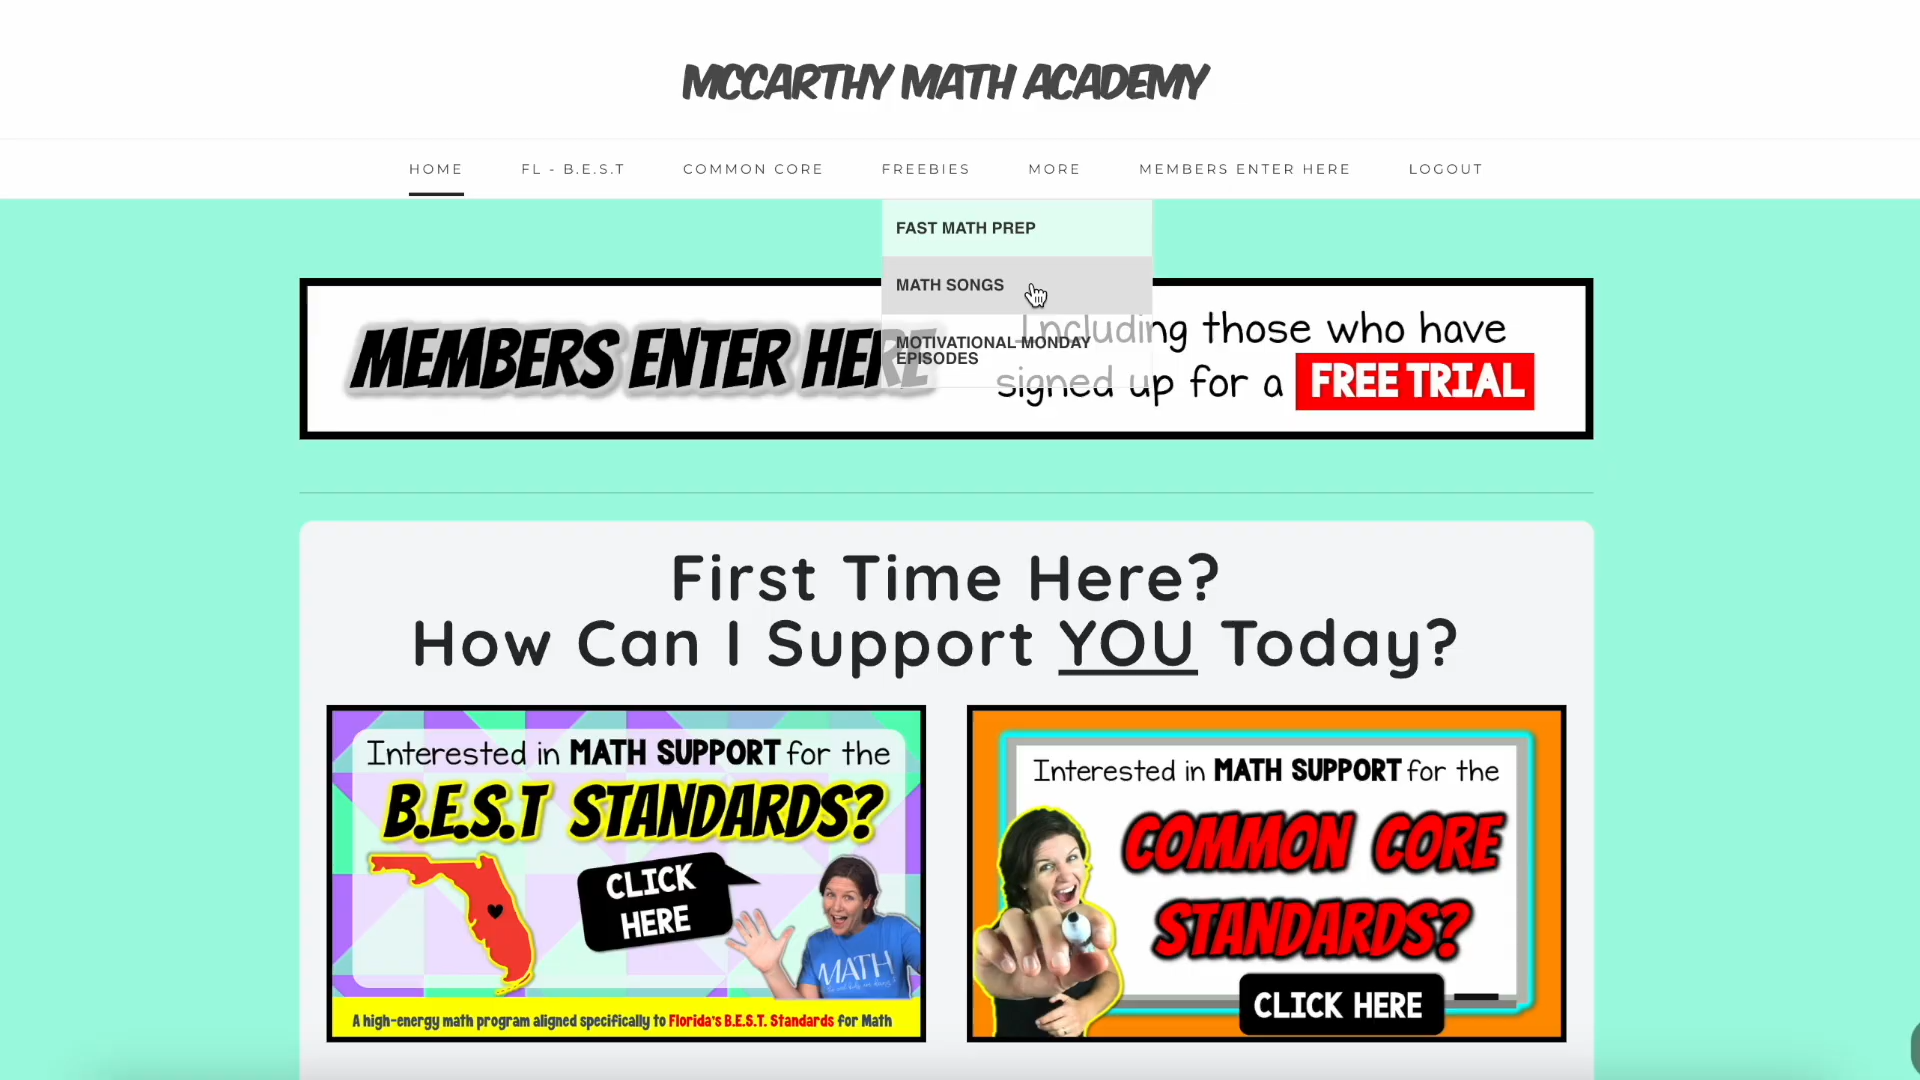 MCCARTHY MATH ACADEMY
HOME FL - B.E.S.T COMMON CORE FREEBIES MORE MEMBERS ENTER HERE LOGOUT
FAST MATH PREP
MATH SONGS
MOTIVATIONAL MONDAY
EPISODES
MEMBERS ENTER HERE
Including those who have
signed up for a FREE TRIAL
First Time Here?
How Can I Support YOU Today?
Interested in MATH SUPPORT for the
B.E.S.T STANDARDS?
CLICK
HERE
MATH
A high-energy math program aligned specifically to Florida's B.E.S.T. Standards for Math
Interested in MATH SUPPORT for the
COMMON CORE
STANDARDS?
CLICK HERE